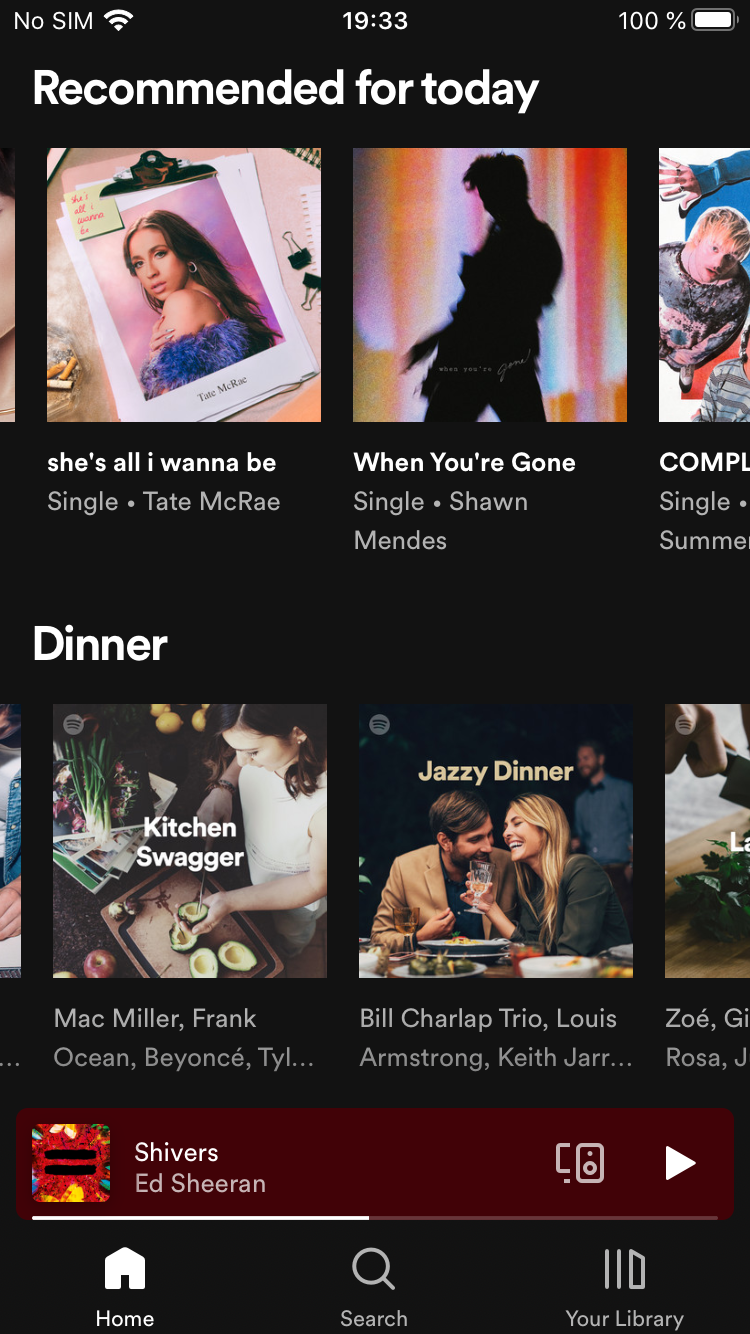 No SIM 19:33 100 %
Recommended for today
she's
all i
wanna
be
Tate McRae
when you're gone
she's all i wanna be
Single • Tate McRae
When You're Gone
Single • Shawn
Mendes
COMPL
Single •
Summe
Dinner
Kitchen
Swagger
Jazzy Dinner
La
Mac Miller, Frank
Ocean, Beyoncé, Tyl...
Bill Charlap Trio, Louis
Armstrong, Keith Jarr...
Zoé, Gi
Rosa, J
...
Shivers
Ed Sheeran
Home
Search
Your Library